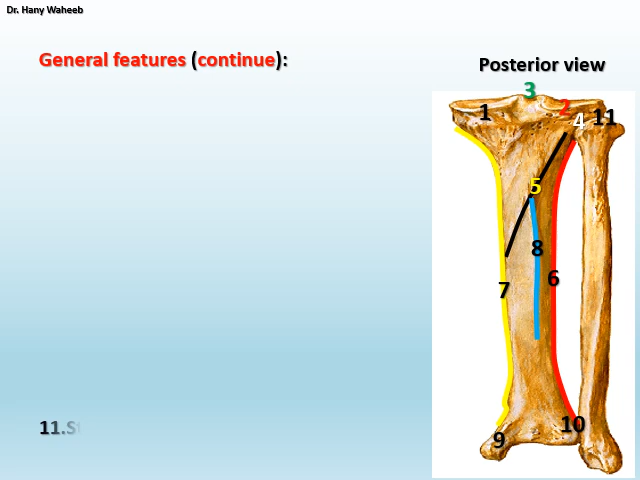 Dr. Hany Waheeb
General features (continue):
Posterior view
3
1
2
4
11
5
8
6
7
10
9
11.S